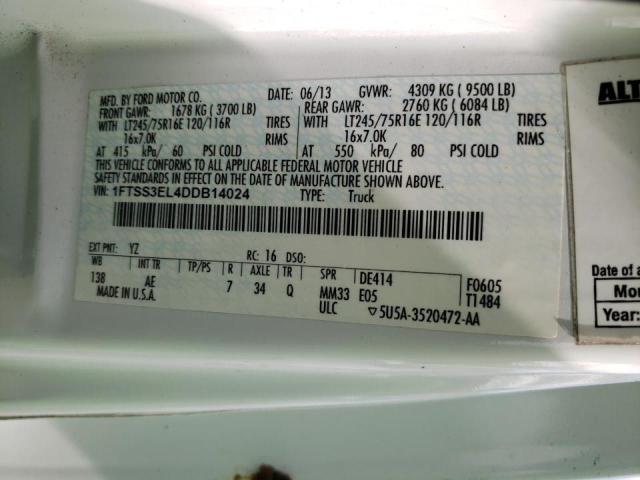 MFD. BY FORD MOTOR CO.
DATE: 06/13 GVWR: 4309 KG ( 9500 LB)
FRONT GAWR: 1678 KG ( 3700 LB) REAR GAWR: 2760 KG ( 6084 LB)
WITH LT245/75R16E 120/116R TIRES WITH LT245/75R16E 120/116R TIRES
16x7.0K RIMS 16x7.0K RIMS
AT 415 kPa/ 60 PSI COLD AT 550 kPa/ 80 PSI COLD
THIS VEHICLE CONFORMS TO ALL APPLICABLE FEDERAL MOTOR VEHICLE
SAFETY STANDARDS IN EFFECT ON THE DATE OF MANUFACTURE SHOWN ABOVE.
VIN: 1FTSS3EL4DDB14024 TYPE: Truck
EXT PNT: YZ RC: 16 DSO:
WB INT TR TP/PS R AXLE TR SPR DE414 F0605
138 AE 7 34 Q MM33 E05 T1484
MADE IN U.S.A. ULC 5U5A-3520472-AA
ALT
Date of a
Mo
Year: